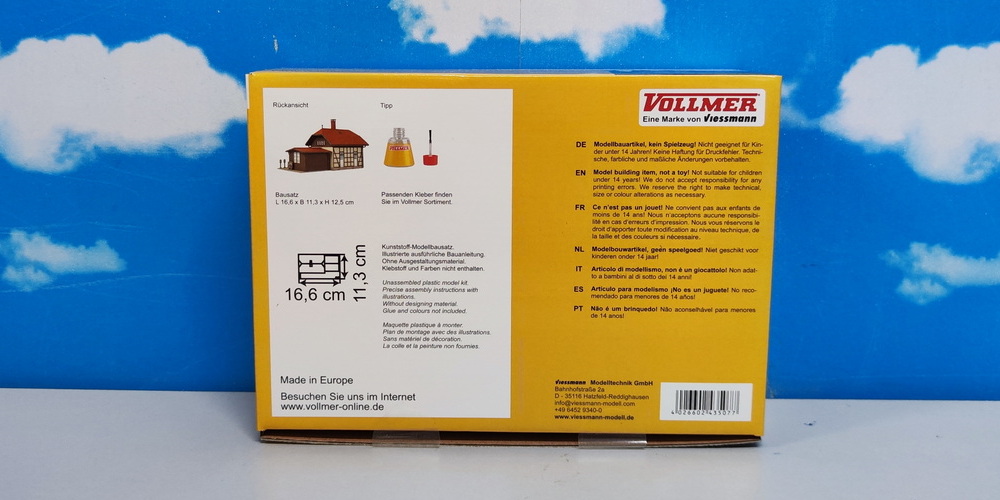 Rückansicht
Tipp
VOLLMER
Bausatz
L 16,6 x B 11,3 x H 12,5 cm
Passenden Kleber finden
Sie im Vollmer Sortiment.
16,6 cm
11,3 cm
Kunststoff-Modellbausatz.
Illustrierte ausführliche Bauanleitung.
Ohne Ausgestaltungsmaterial.
Klebstoff und Farben nicht enthalten.
Unassembled plastic model kit
Precise assembly instructions with
illustrations.
Without designing material.
Glue and colours not included.
Maquette plastique à monter.
Plan de montage avec des illustrations.
Sans matériel de décoration.
La colle et la peinture non fournies.
Made in Europe
Besuchen Sie uns im Internet
www.vollmer-online.de
VOLLMER
Eine Marke von Viessmann
DE Modellbauartikel, kein Spielzeug! Nicht geeignet für Kin-
der unter 14 Jahren! Keine Haftung für Druckfehler. Techni-
sche, farbliche und maßliche Änderungen vorbehalten.
EN Model building item, not a toy! Not suitable for children
under 14 years! We do not accept responsibility for any
printing errors. We reserve the right to make technical,
size or colour alterations as necessary.
FR Ce n'est pas un jouet! Ne convient pas aux enfants de
moins de 14 ans! Nous n'acceptons aucune responsibi-
lité en cas d'erreurs d'impression. Nous vous réservons le
droit d'apporter toute modification au niveau technique, de
la taille et des couleurs si nécessaire.
NL Modelbouwartikel, geen speelgoed! Niet geschikt voor
kinderen onder 14 jaar!
IT Articolo di modellismo, non è un giocattolo! Non adat-
to a bambini al di sotto dei 14 anni!
ES Artículo para modelismo ¡No es un juguete! No reco-
mendado para menores de 14 años!
PT Não é um brinquedo! Não aconselhável para menores
de 14 anos!
Viessmann Modelltechnik GmbH
Bahnhofstraße 2a
D - 35116 Hatzfeld-Reddighausen
info@viessmann-modell.com
+49 6452 9340-0
www.viessmann-modell.de
4 026602 435077